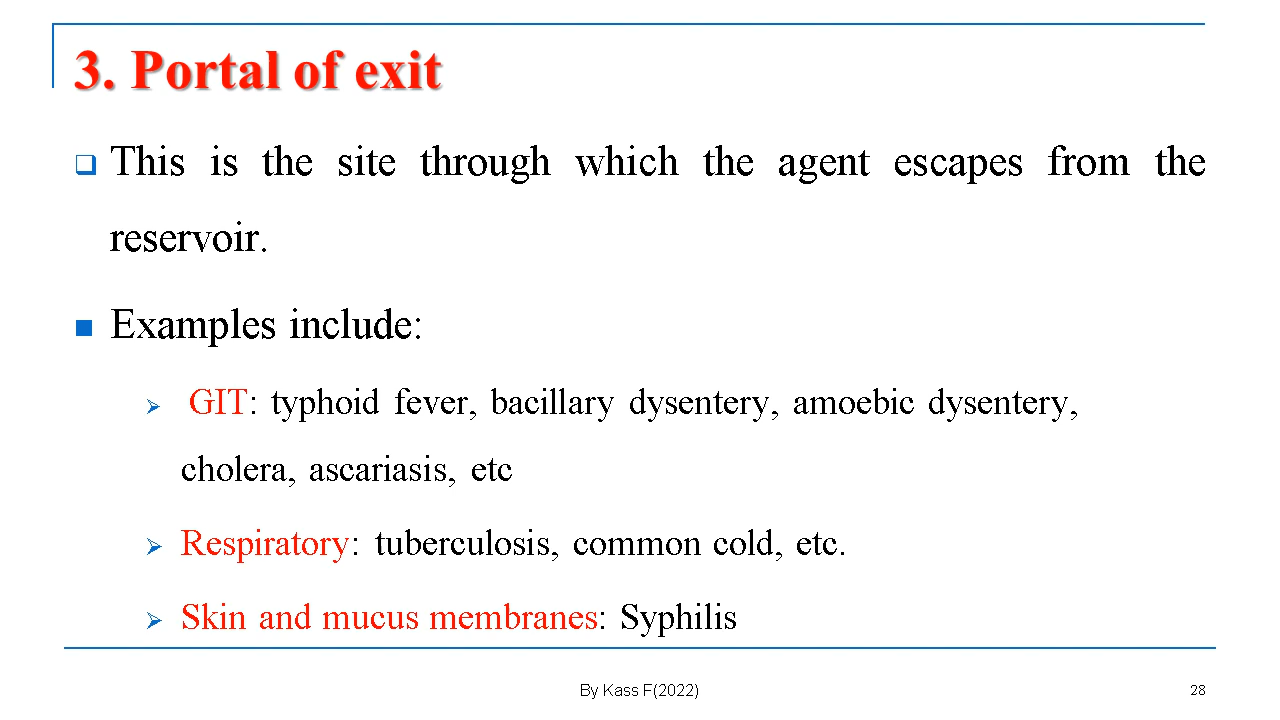 3. Portal of exit
This is the site through which the agent escapes from the
reservoir.
Examples include:
GIT: typhoid fever, bacillary dysentery, amoebic dysentery,
cholera, ascariasis, etc
Respiratory: tuberculosis, common cold, etc.
Skin and mucus membranes: Syphilis
By Kass F(2022)
28